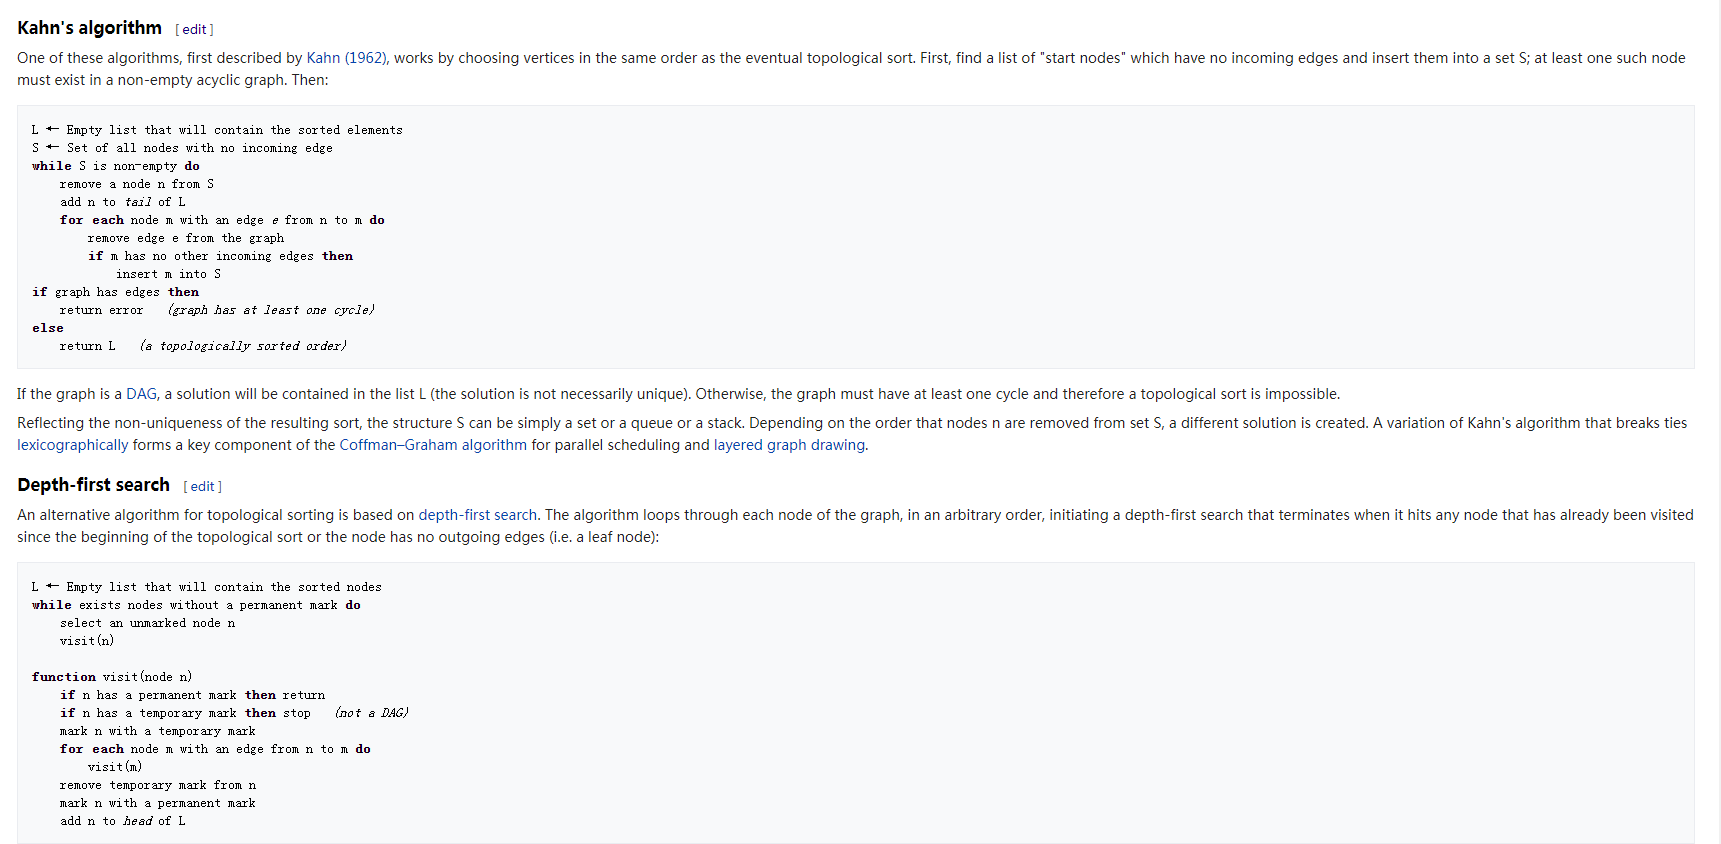 Kahn's algorithm [ edit ]
One of these algorithms, first described by Kahn (1962), works by choosing vertices in the same order as the eventual topological sort. First, find a list of "start nodes" which have no incoming edges and insert them into a set S; at least one such node
must exist in a non-empty acyclic graph. Then:
L ← Empty list that will contain the sorted elements
S ← Set of all nodes with no incoming edge
while S is non-empty do
    remove a node n from S
    add n to tail of L
    for each node m with an edge e from n to m do
        remove edge e from the graph
        if m has no other incoming edges then
            insert m into S
if graph has edges then
    return error   (graph has at least one cycle)
else
    return L   (a topologically sorted order)
If the graph is a DAG, a solution will be contained in the list L (the solution is not necessarily unique). Otherwise, the graph must have at least one cycle and therefore a topological sort is impossible.
Reflecting the non-uniqueness of the resulting sort, the structure S can be simply a set or a queue or a stack. Depending on the order that nodes n are removed from set S, a different solution is created. A variation of Kahn's algorithm that breaks ties
lexicographically forms a key component of the Coffman–Graham algorithm for parallel scheduling and layered graph drawing.
Depth-first search [ edit ]
An alternative algorithm for topological sorting is based on depth-first search. The algorithm loops through each node of the graph, in an arbitrary order, initiating a depth-first search that terminates when it hits any node that has already been visited
since the beginning of the topological sort or the node has no outgoing edges (i.e. a leaf node):
L ← Empty list that will contain the sorted nodes
while exists nodes without a permanent mark do
    select an unmarked node n
    visit(n)
function visit(node n)
    if n has a permanent mark then return
    if n has a temporary mark then stop   (not a DAG)
    mark n with a temporary mark
    for each node m with an edge from n to m do
        visit(m)
    remove temporary mark from n
    mark n with a permanent mark
    add n to head of L